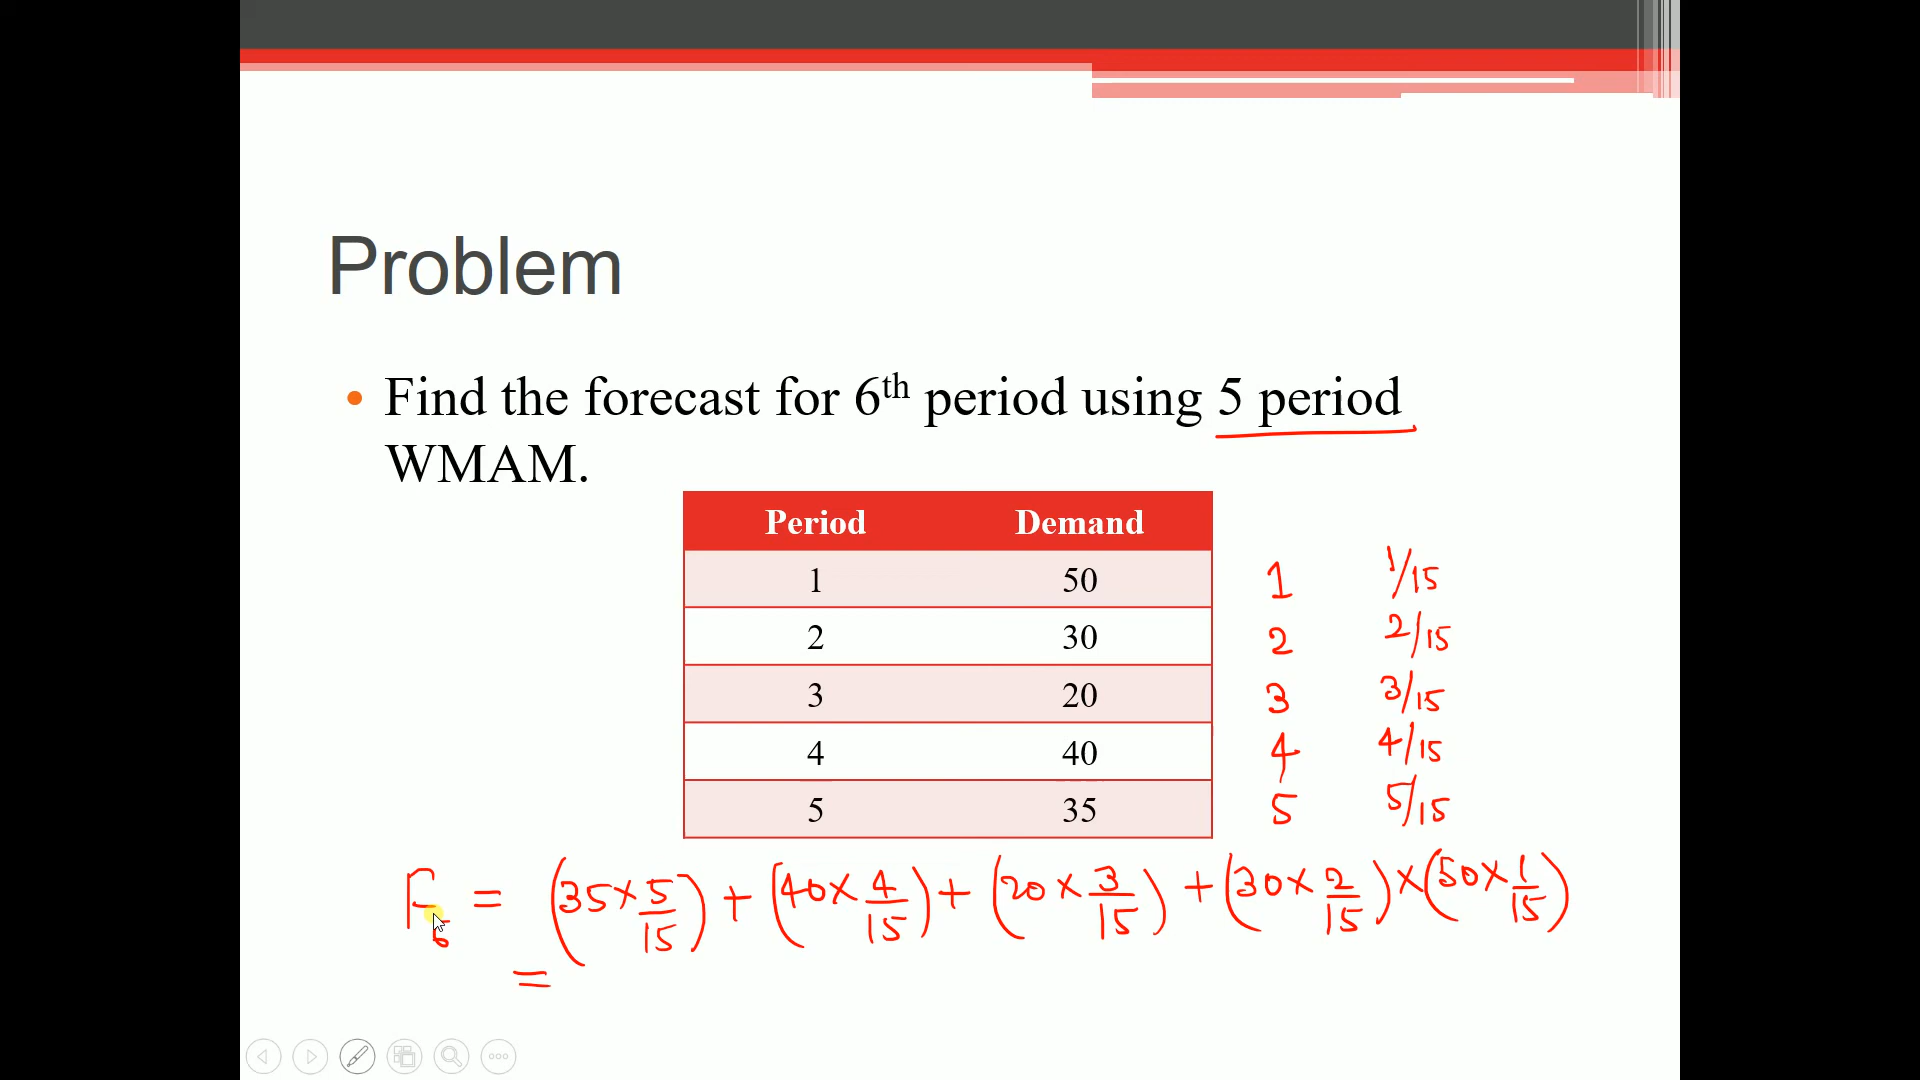 Problem
• Find the forecast for 6th period using 5 period
WMAM.
Period Demand
1 50 1 1/15
2 30 2 2/15
3 20 3 3/15
4 40 4 4/15
5 35 5 5/15
F6 = (35 × 5/15) + (40 × 4/15) + (20 × 3/15) + (30 × 2/15) × (50 × 1/15)
=